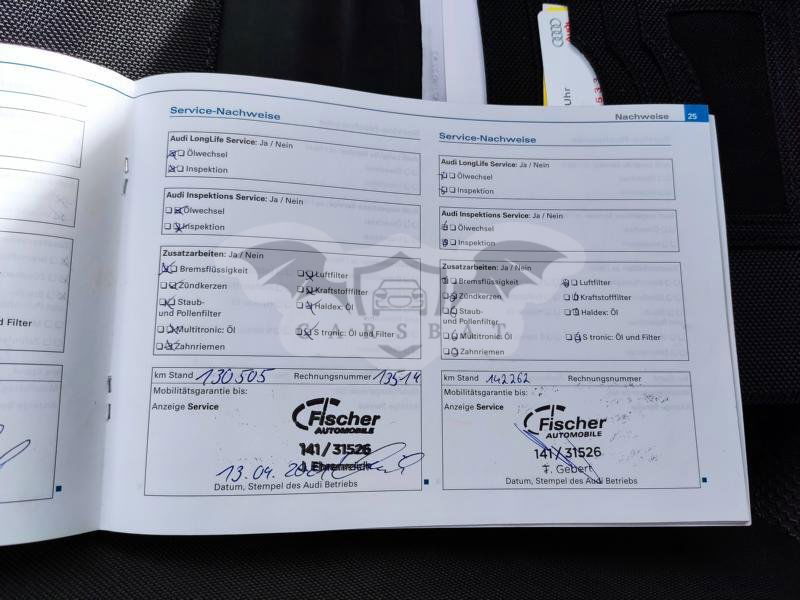 Audi
Uhr
Service-Nachweise
Audi LongLife Service: Ja / Nein
Ölwechsel
Inspektion
Audi Inspektions Service: Ja / Nein
Ölwechsel
Inspektion
Zusatzarbeiten: Ja / Nein
Bremsflüssigkeit
Luftfilter
Zündkerzen
Kraftstofffilter
Staub-
und Pollenfilter
Haldex: Öl
Multitronic: Öl
S tronic: Öl und Filter
Zahnriemen
km Stand 130505 Rechnungsnummer 13514
Mobilitätsgarantie bis:
Anzeige Service
Fischer
AUTOMOBILE
141/31526
13.04.
Datum, Stempel des Audi Betriebs
Nachweise 25
Service-Nachweise
Audi LongLife Service: Ja / Nein
Ölwechsel
Inspektion
Audi Inspektions Service: Ja / Nein
Ölwechsel
Inspektion
Zusatzarbeiten: Ja / Nein
Bremsflüssigkeit
Luftfilter
Zündkerzen
Kraftstofffilter
Staub-
und Pollenfilter
Haldex: Öl
Multitronic: Öl
S tronic: Öl und Filter
Zahnriemen
km Stand 142262 Rechnungsnummer
Mobilitätsgarantie bis:
Anzeige Service
Fischer
AUTOMOBILE
141/31526
T. Gebert
Datum, Stempel des Audi Betriebs
nd Filter
CARSBAT